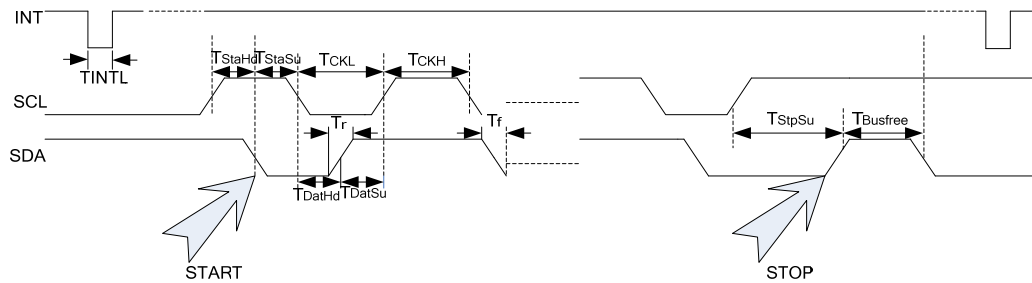 INT
TINTL
TStaHd
TStaSu
TCKL
TCKH
SCL
Tr
Tf
TStpSu
TBusfree
SDA
TDatHd
TDatSu
START
STOP